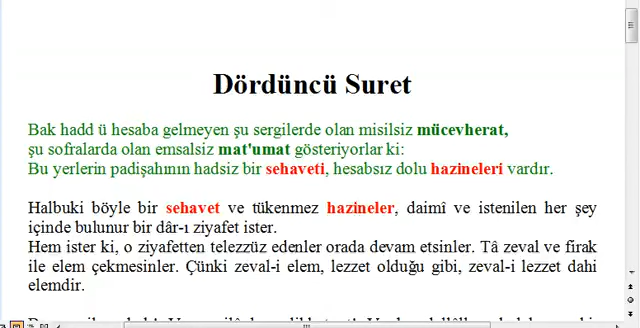 Dördüncü Suret
Bak hadd ü hesaba gelmeyen şu sergilerde olan misilsiz mücevherat,
şu sofralarda olan emsalsiz mat'umat gösteriyorlar ki:
Bu yerlerin padişahının hadsiz bir sehaveti, hesabsız dolu hazineleri vardır.
Halbuki böyle bir sehavet ve tükenmez hazineler, daimî ve istenilen her şey
içinde bulunur bir dâr-ı ziyafet ister.
Hem ister ki, o ziyafetten telezzüz edenler orada devam etsinler. Tâ zeval ve firak
ile elem çekmesinler. Çünki zeval-i elem, lezzet olduğu gibi, zeval-i lezzet dahi
elemdir.